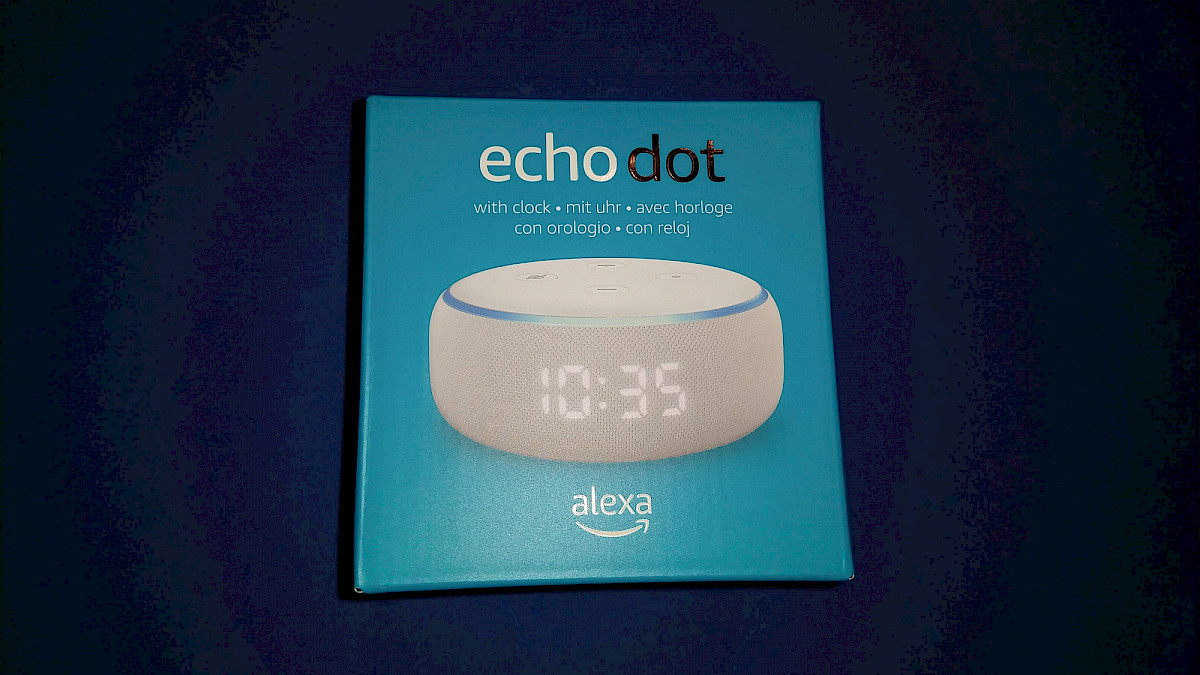 echo dot
with clock • mit uhr • avec horloge
con orologio • con reloj
10:35
alexa